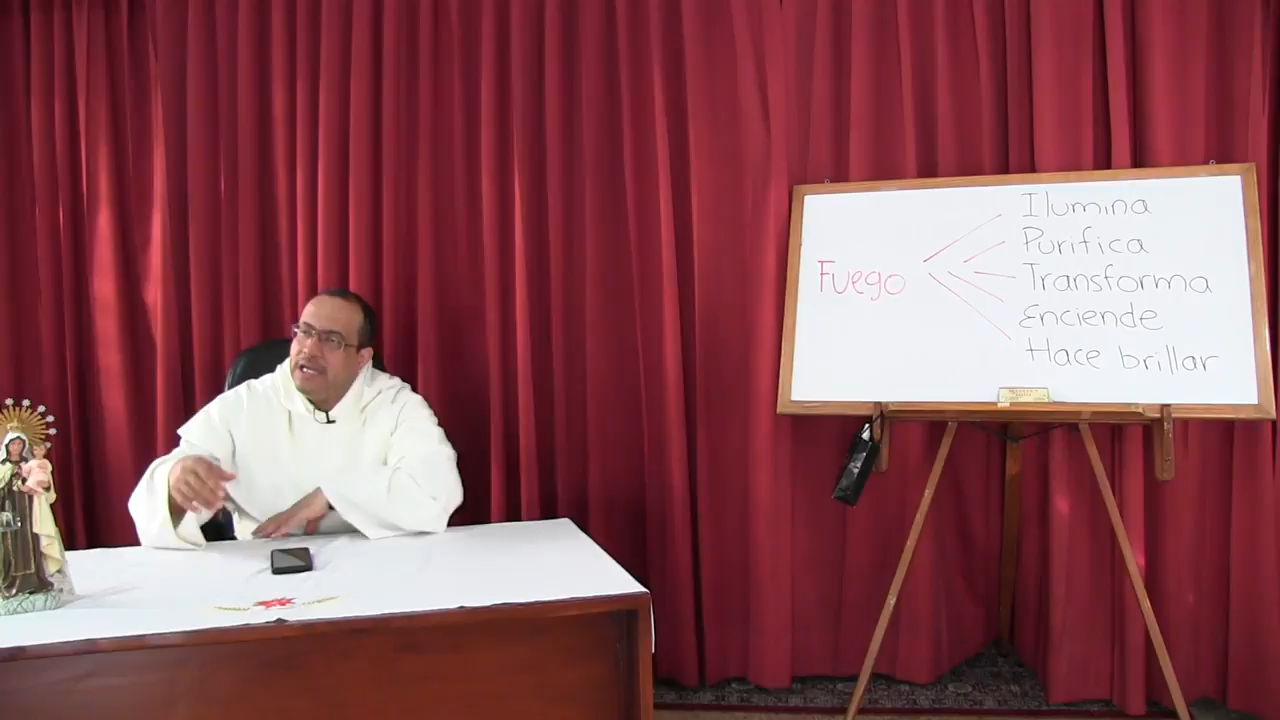 Fuego
Ilumina
Purifica
Transforma
Enciende
Hace brillar